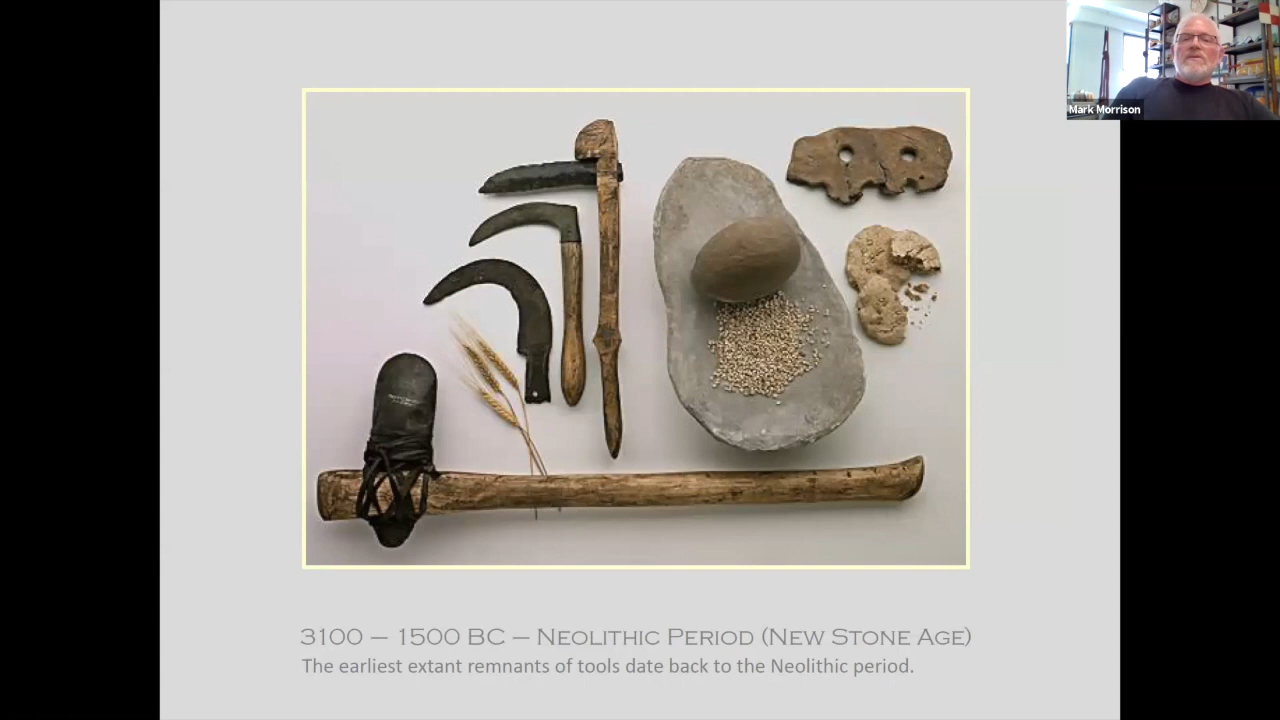 Mark Morrison
3100 – 1500 BC – Neolithic Period (New Stone Age)
The earliest extant remnants of tools date back to the Neolithic period.